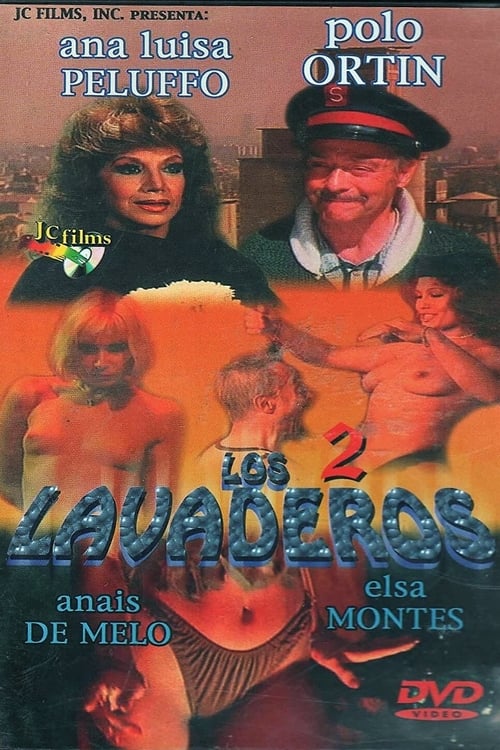 JC FILMS, INC. PRESENTA:
ana luisa
PELUFFO
polo
ORTIN
S
JC films
LOS 2
LAVADEROS
anais
DE MELO
elsa
MONTES
DVD
VIDEO